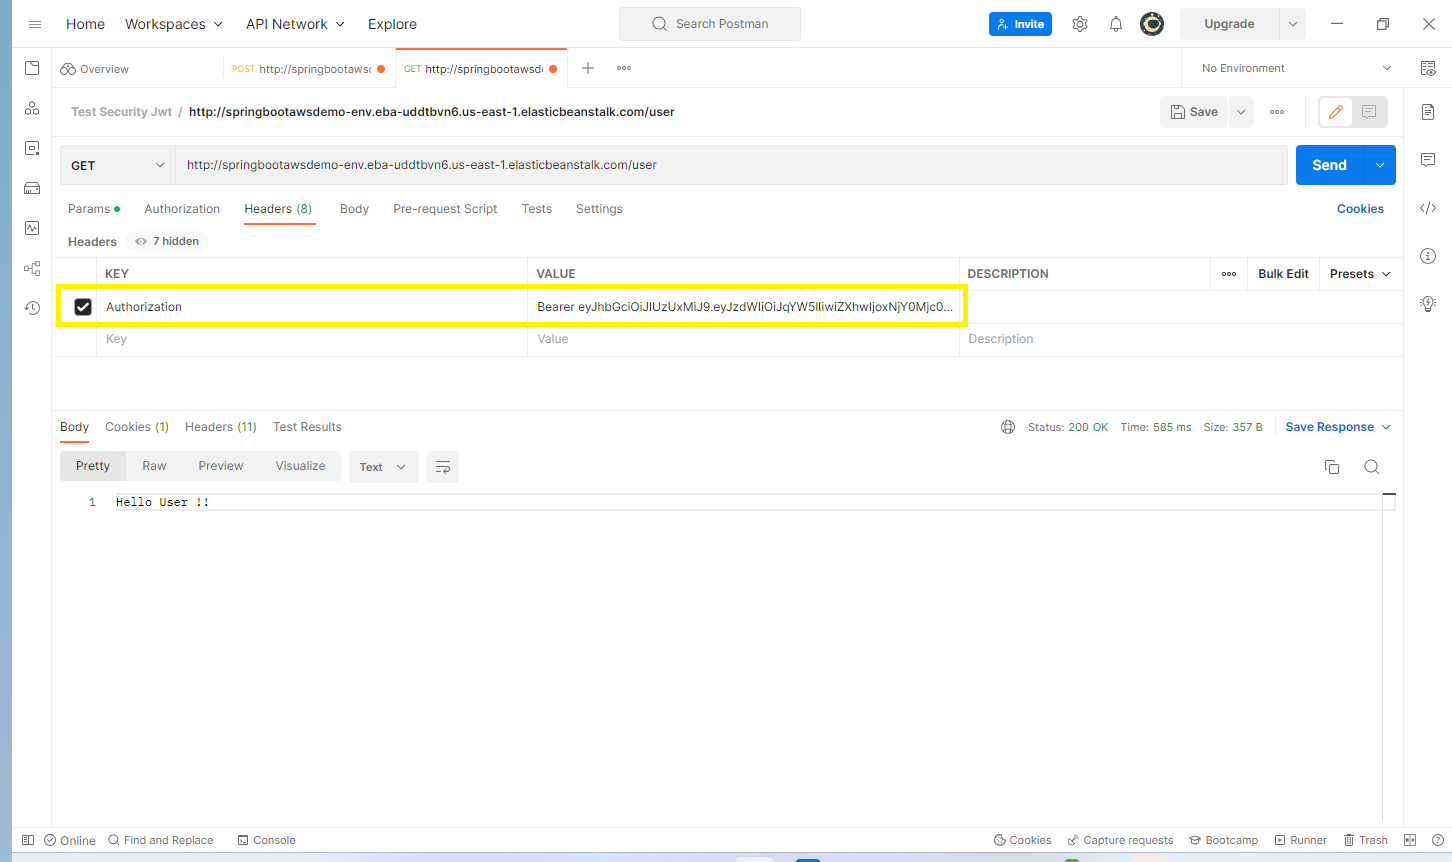 Home Workspaces API Network Explore Search Postman Invite Upgrade
Overview POST http://springbootawsd GET http://springbootawsd No Environment
Test Security Jwt / http://springbootawsdemo-env.eba-uddtbvn6.us-east-1.elasticbeanstalk.com/user Save
GET http://springbootawsdemo-env.eba-uddtbvn6.us-east-1.elasticbeanstalk.com/user Send
Params Authorization Headers (8) Body Pre-request Script Tests Settings Cookies
Headers 7 hidden
KEY VALUE DESCRIPTION Bulk Edit Presets
Authorization Bearer eyJhbGciOiJIUzUxMiJ9.eyJzdWIiOiJqYW5lIiwiZXhwIjoxNjY0Mjc0...
Key Value Description
Body Cookies (1) Headers (11) Test Results Status: 200 OK Time: 585 ms Size: 357 B Save Response
Pretty Raw Preview Visualize Text
1 Hello User !!
Online Find and Replace Console Cookies Capture requests Bootcamp Runner Trash